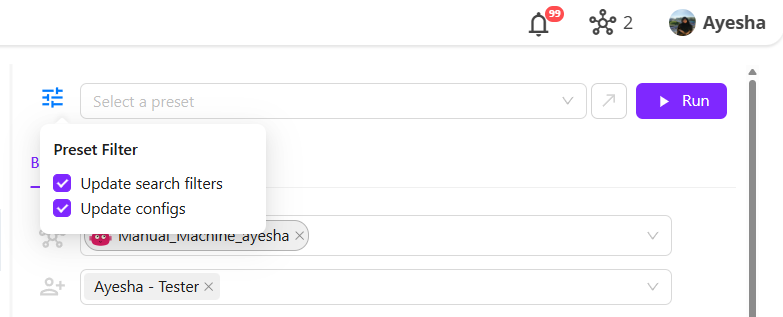 99
2
Ayesha
Select a preset
Run
Preset Filter
B
Update search filters
Update configs
Manual_Machine_ayesha
Ayesha - Tester